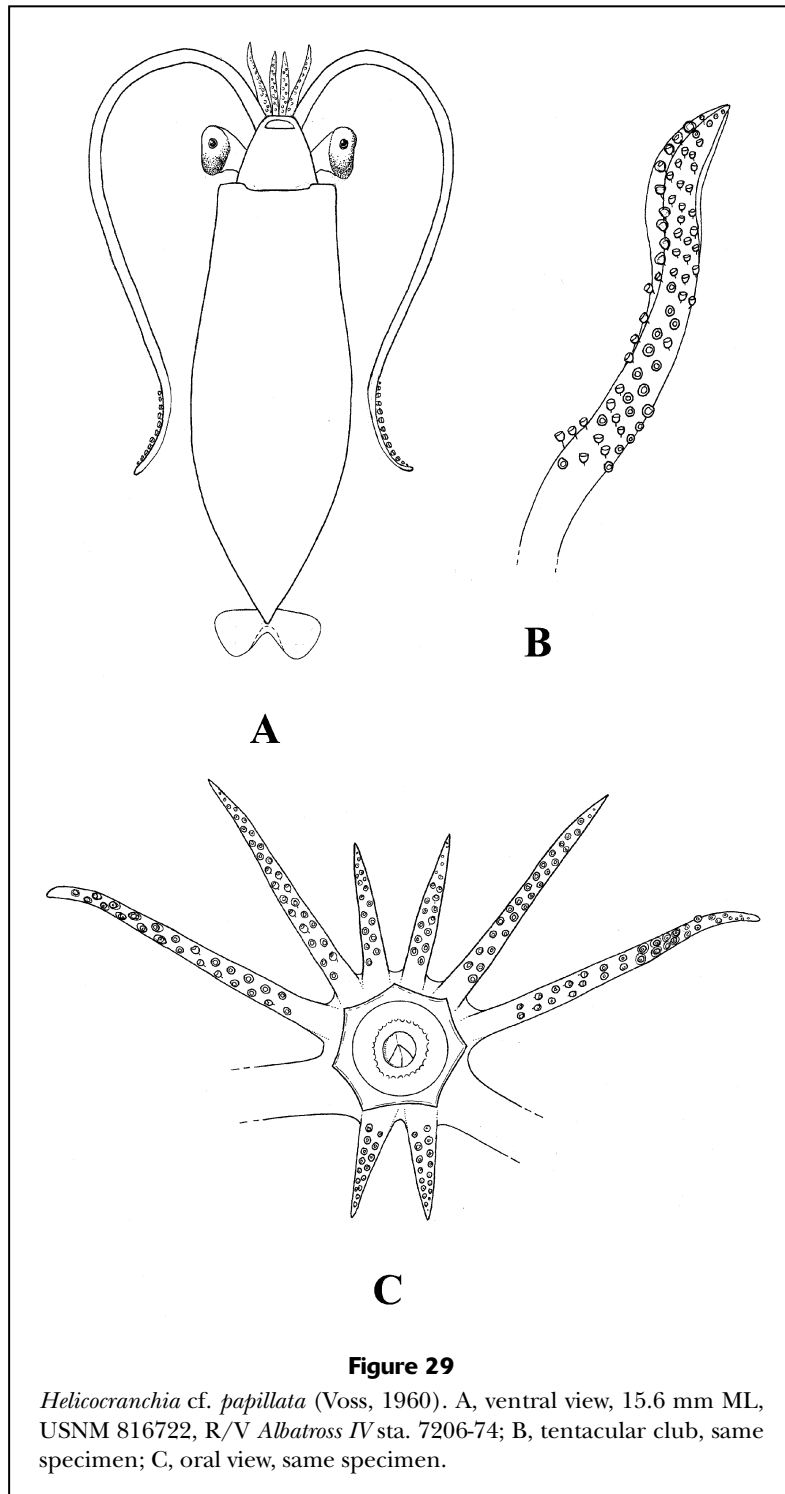 A
B
C
Figure 29
Helicocranchia cf. papillata (Voss, 1960). A, ventral view, 15.6 mm ML,
USNM 816722, R/V Albatross IV sta. 7206-74; B, tentacular club, same
specimen; C, oral view, same specimen.